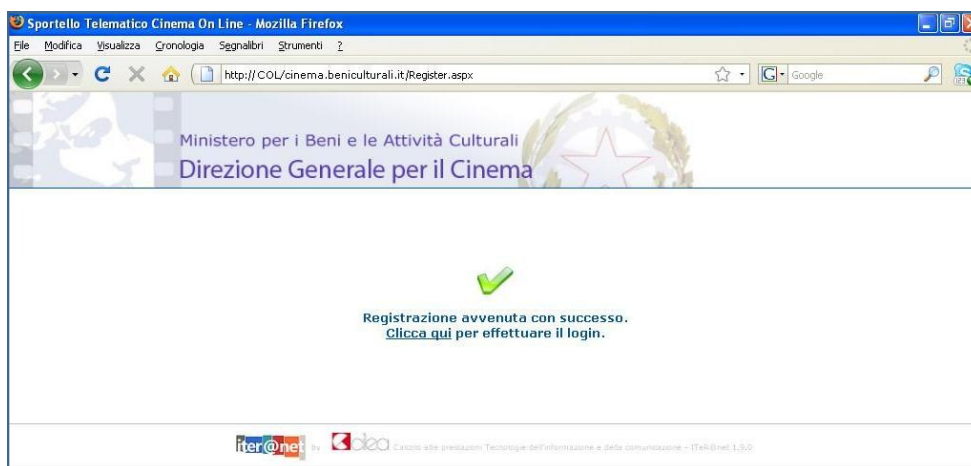 Sportello Telematico Cinema On Line - Mozilla Firefox
File Modifica Visualizza Cronologia Segnalibri Strumenti ?
http://COL/cinema.beniculturali.it/Register.aspx
G Google
Ministero per i Beni e le Attività Culturali
Direzione Generale per il Cinema
Registrazione avvenuta con successo.
Clicca qui per effettuare il login.
iter@net by